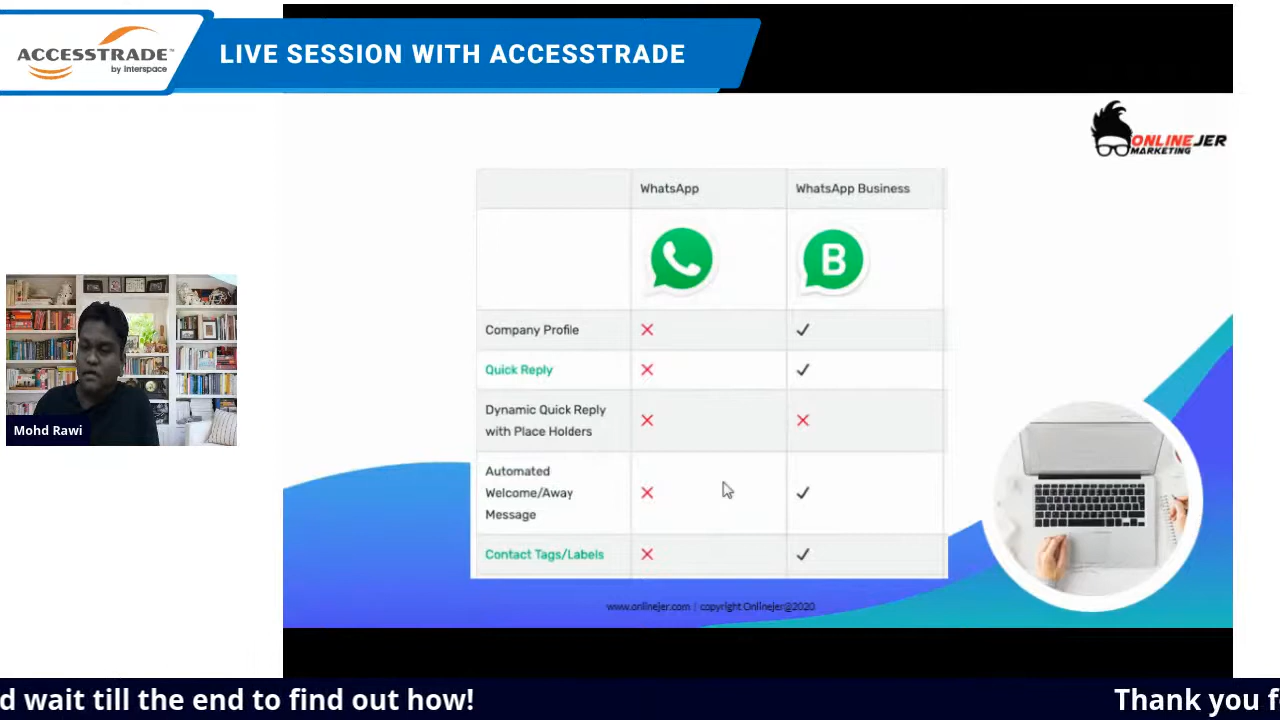 ACCESSTRADE
by Interspace
LIVE SESSION WITH ACCESSTRADE
ONLINEJER
MARKETING
WhatsApp
WhatsApp Business
B
Company Profile
Quick Reply
Dynamic Quick Reply
with Place Holders
Automated
Welcome/Away
Message
Contact Tags/Labels
Mohd Rawi
www.onlinejer.com | copyright Onlinejer@2020
d wait till the end to find out how!
Thank you f